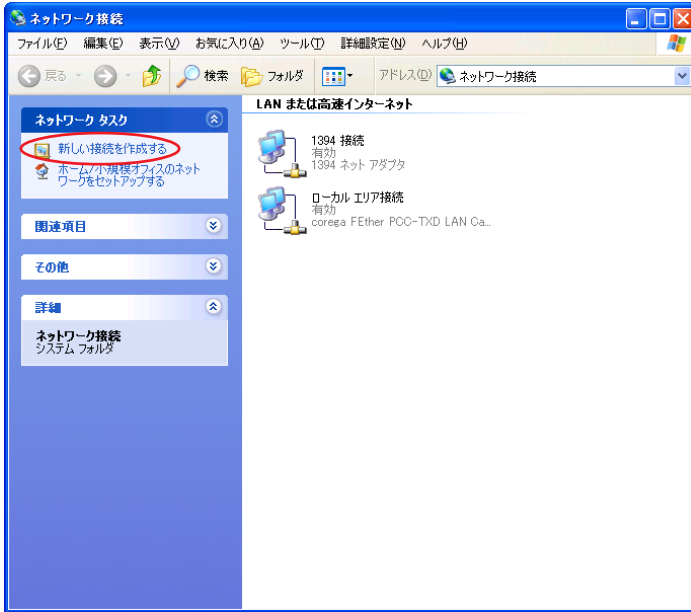 ネットワーク接続
ファイル(F) 編集(E) 表示(V) お気に入り(A) ツール(T) 詳細設定(N) ヘルプ(H)
戻る 検索 フォルダ アドレス(D) ネットワーク接続
ネットワーク タスク
新しい接続を作成する
ホーム/小規模オフィスのネット
ワークをセットアップする
関連項目
その他
詳細
ネットワーク接続
システム フォルダ
LAN または高速インターネット
1394 接続
有効
1394 ネット アダプタ
ローカル エリア接続
有効
corega FEther PCC-TXD LAN Ca...